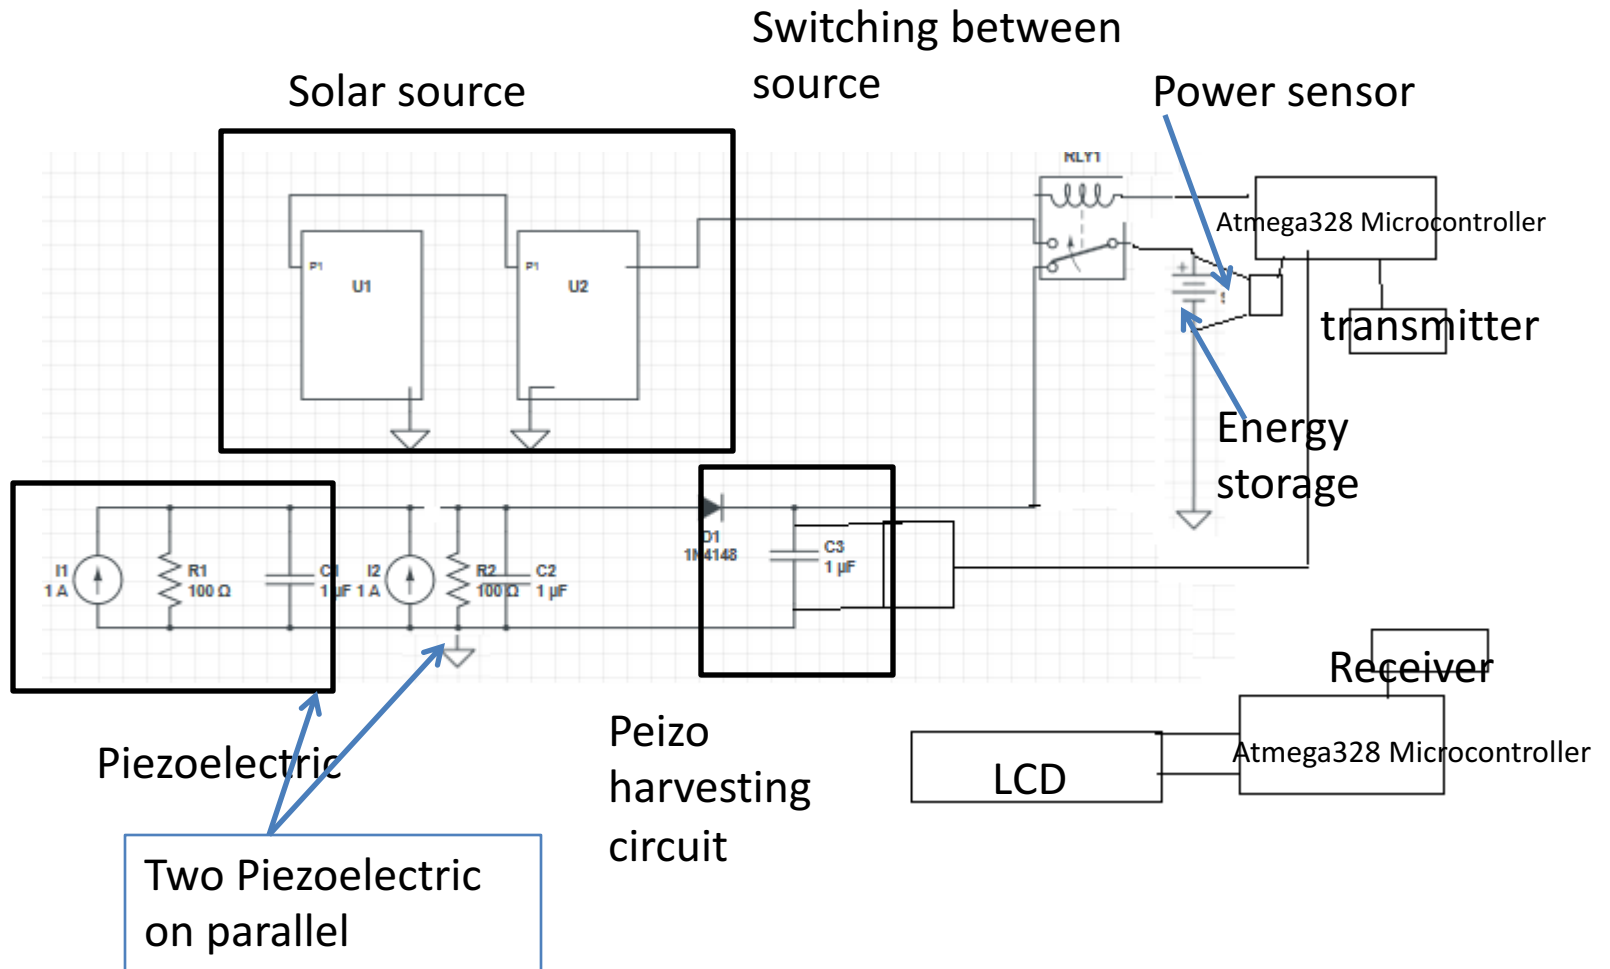 Switching between
source
Solar source
Power sensor
RLY1
Atmega328 Microcontroller
P1
U1
P1
U2
+
transmitter
Energy
storage
I1
1 A
R1
100 Ω
C1
1 µF
I2
1 A
R2
100 Ω
C2
1 µF
D1
1N4148
C3
1 µF
Receiver
Atmega328 Microcontroller
LCD
Piezoelectric
Peizo
harvesting
circuit
Two Piezoelectric
on parallel